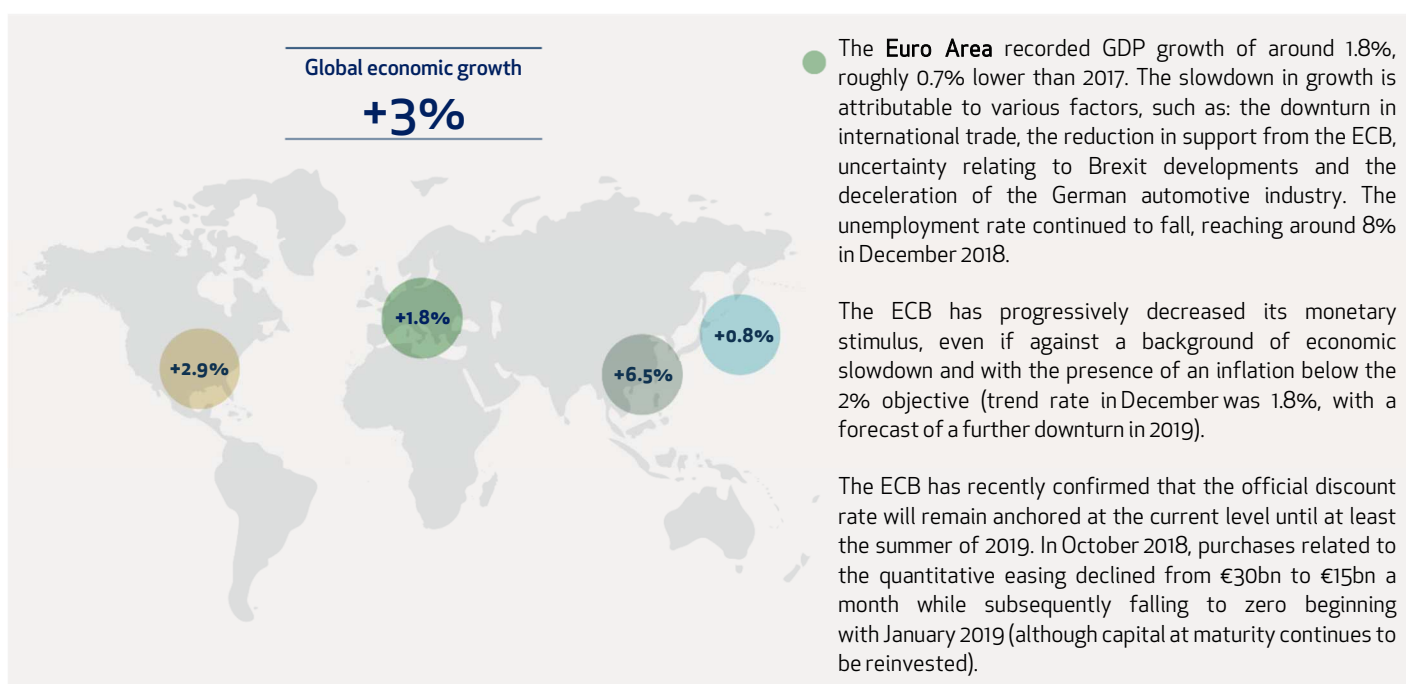 Global economic growth
+3%
+1.8%
+0.8%
+2.9%
+6.5%
The Euro Area recorded GDP growth of around 1.8%,
roughly 0.7% lower than 2017. The slowdown in growth is
attributable to various factors, such as: the downturn in
international trade, the reduction in support from the ECB,
uncertainty relating to Brexit developments and the
deceleration of the German automotive industry. The
unemployment rate continued to fall, reaching around 8%
in December 2018.
The ECB has progressively decreased its monetary
stimulus, even if against a background of economic
slowdown and with the presence of an inflation below the
2% objective (trend rate in December was 1.8%, with a
forecast of a further downturn in 2019).
The ECB has recently confirmed that the official discount
rate will remain anchored at the current level until at least
the summer of 2019. In October 2018, purchases related to
the quantitative easing declined from €30bn to €15bn a
month while subsequently falling to zero beginning
with January 2019 (although capital at maturity continues to
be reinvested).